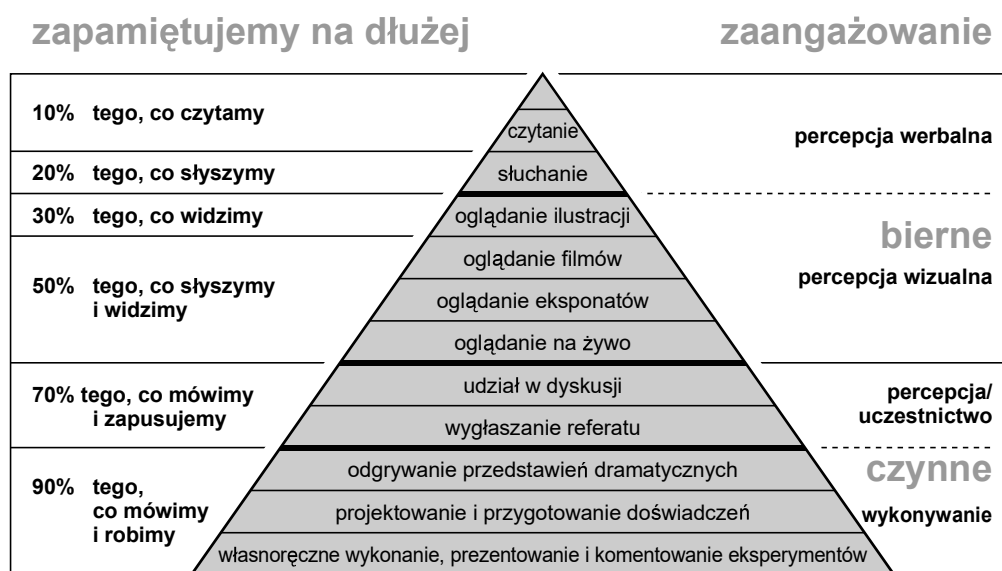 zapamiętujemy na dłużej
zaangażowanie
10% tego, co czytamy
20% tego, co słyszymy
30% tego, co widzimy
50% tego, co słyszymy
i widzimy
70% tego, co mówimy
i zapusujemy
90% tego,
co mówimy
i robimy
czytanie
słuchanie
oglądanie ilustracji
oglądanie filmów
oglądanie eksponatów
oglądanie na żywo
udział w dyskusji
wygłaszanie referatu
odgrywanie przedstawień dramatycznych
projektowanie i przygotowanie doświadczeń
własnoręczne wykonanie, prezentowanie i komentowanie eksperymentów
percepcja werbalna
bierne
percepcja wizualna
percepcja/
uczestnictwo
czynne
wykonywanie